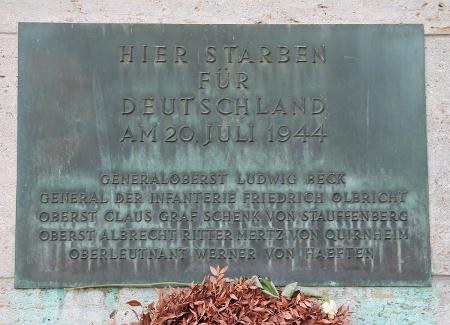 HIER STARBEN
FÜR
DEUTSCHLAND
AM 20. JULI 1944
GENERALOBERST LUDWIG BECK
GENERAL DER INFANTERIE FRIEDRICH OLBRICHT
OBERST CLAUS GRAF SCHENK VON STAUFFENBERG
OBERST ALBRECHT RITTER MERTZ VON QUIRNHEIM
OBERLEUTNANT WERNER VON HAEFTEN